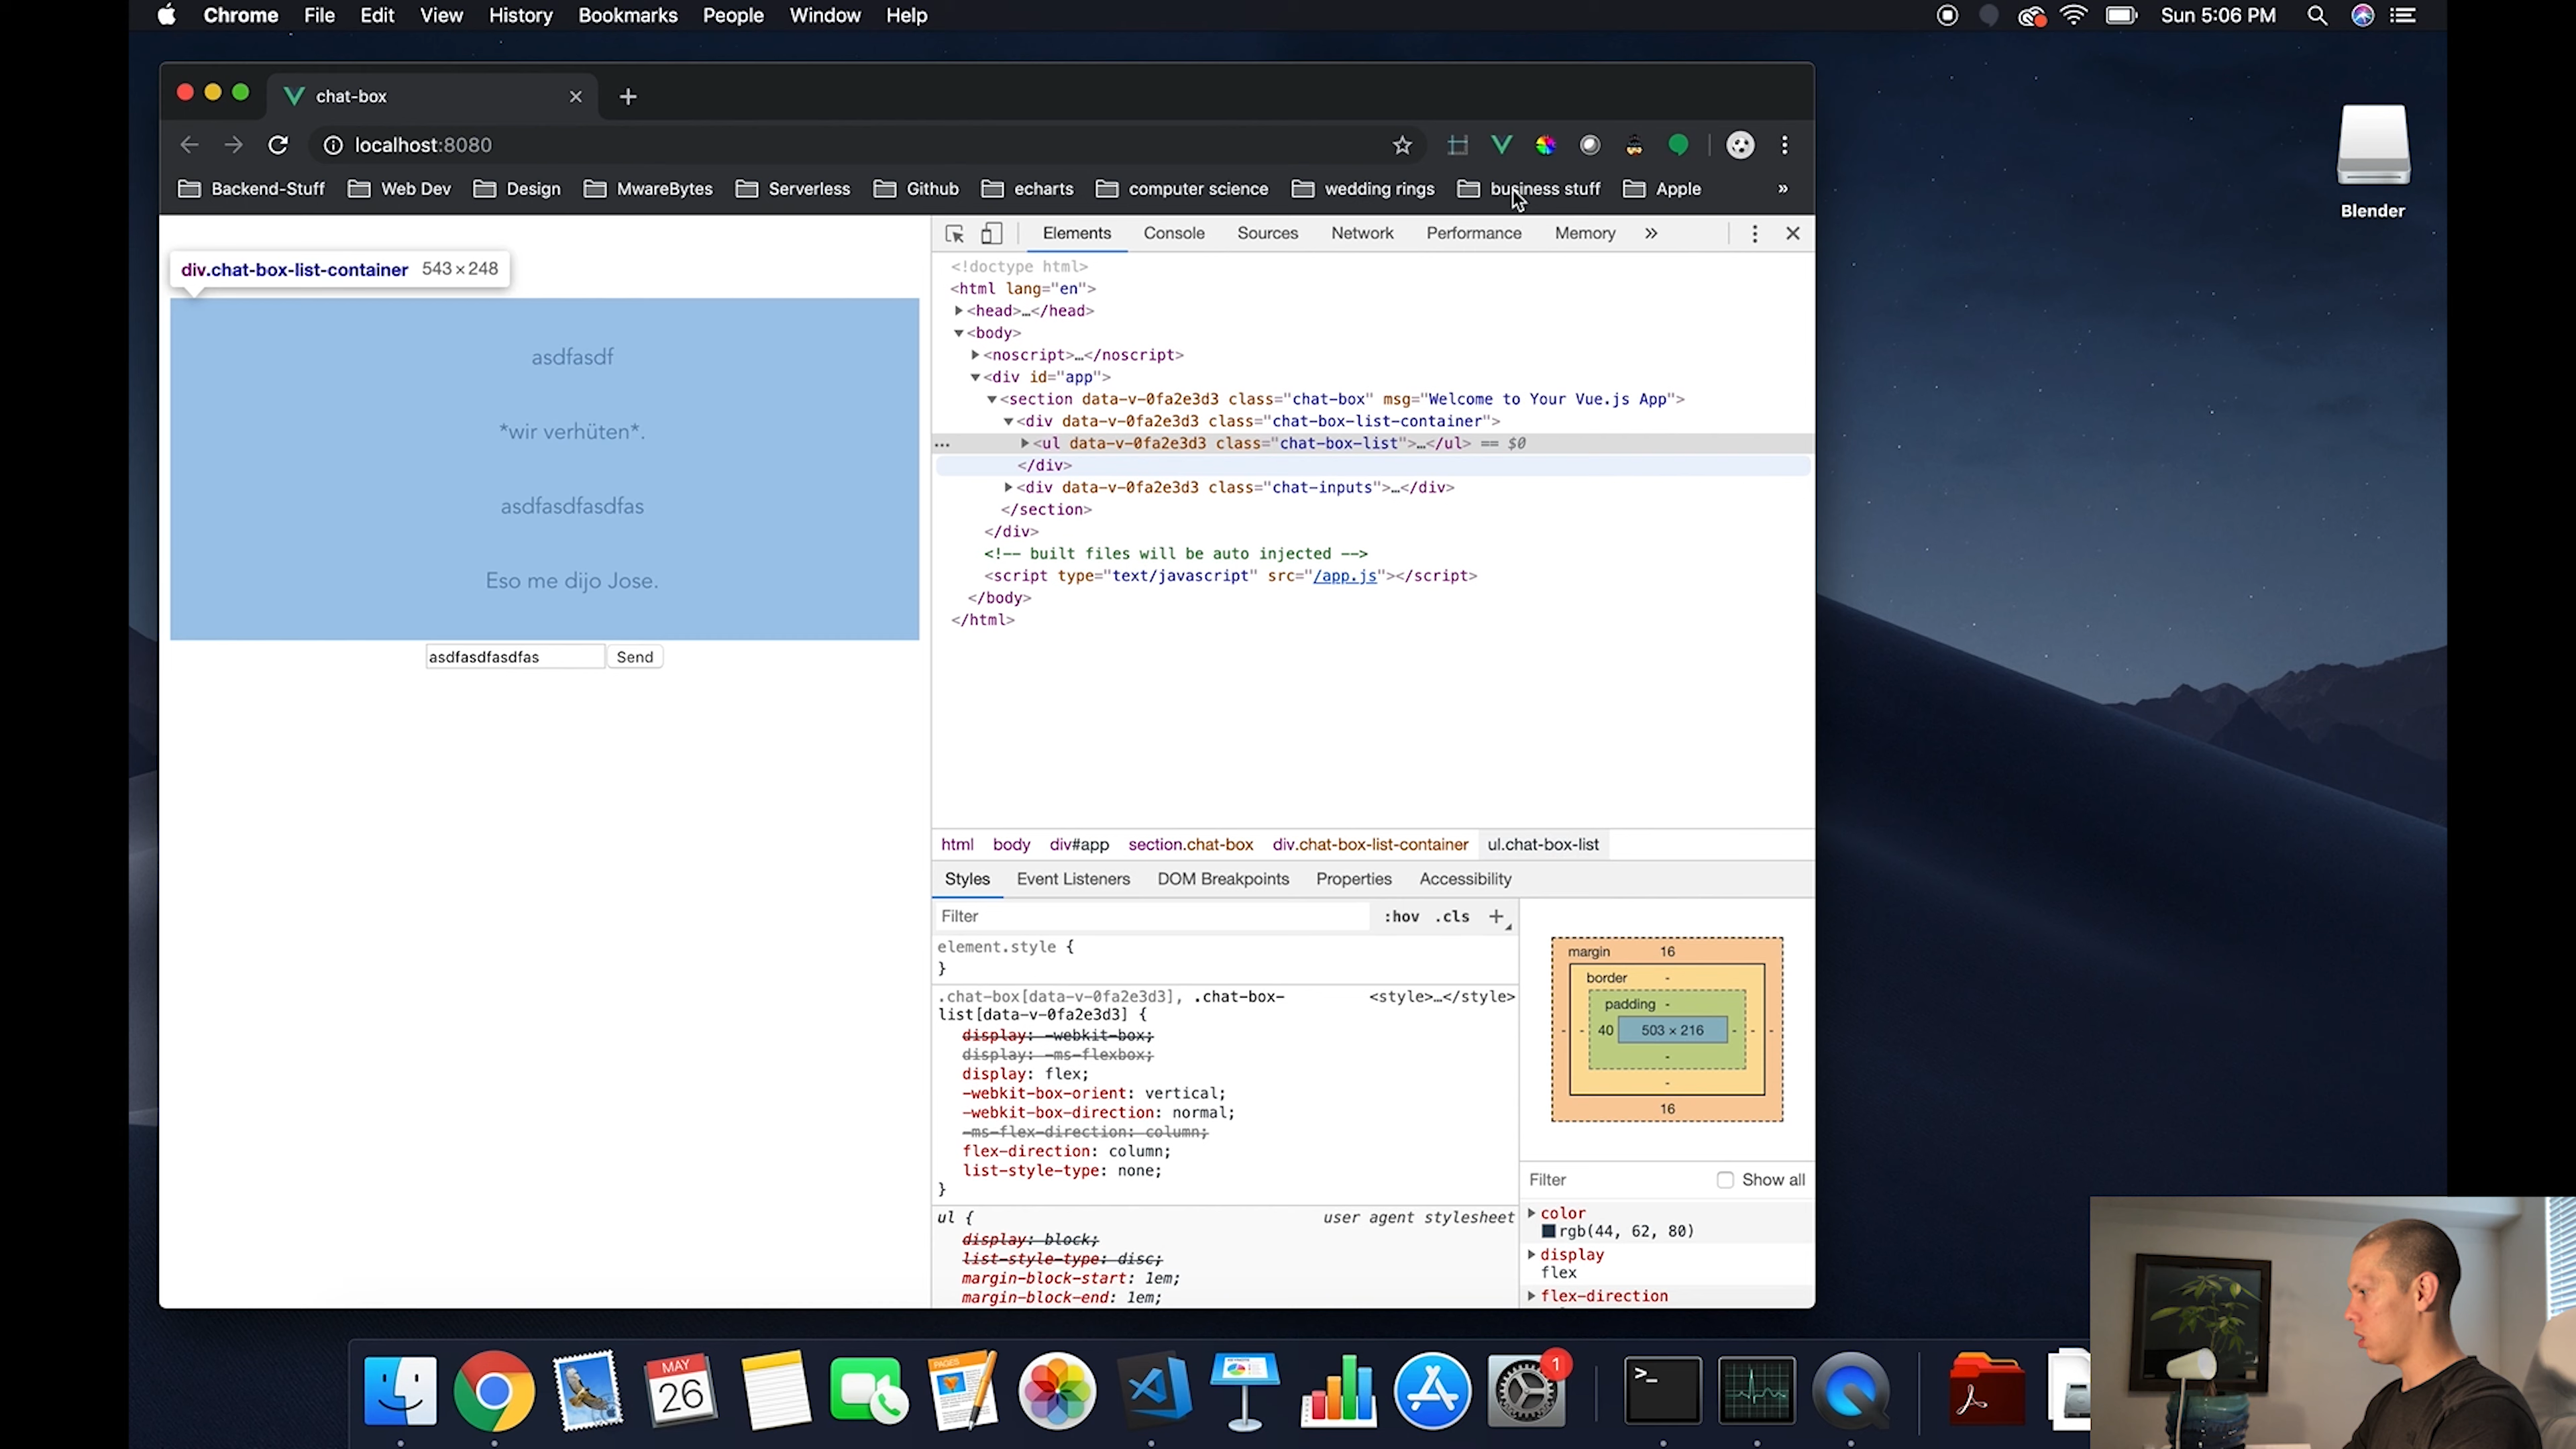 Chrome File Edit View History Bookmarks People Window Help
Sun 5:06 PM
chat-box
localhost:8080
Backend-Stuff Web Dev Design MwareBytes Serverless Github echarts computer science wedding rings business stuff Apple »
Blender
div.chat-box-list-container 543 × 248
asdfasdf
*wir verhüten*.
asdfasdfasdfas
Eso me dijo Jose.
asdfasdfasdfas Send
Elements Console Sources Network Performance Memory »
<!doctype html>
<html lang="en">
<head>…</head>
<body>
<noscript>…</noscript>
<div id="app">
<section data-v-0fa2e3d3 class="chat-box" msg="Welcome to Your Vue.js App">
<div data-v-0fa2e3d3 class="chat-box-list-container">
… <ul data-v-0fa2e3d3 class="chat-box-list">…</ul> == $0
</div>
<div data-v-0fa2e3d3 class="chat-inputs">…</div>
</section>
</div>
<!-- built files will be auto injected -->
<script type="text/javascript" src="/app.js"></script>
</body>
</html>
html body div#app section.chat-box div.chat-box-list-container ul.chat-box-list
Styles Event Listeners DOM Breakpoints Properties Accessibility
Filter :hov .cls +
element.style {
}
.chat-box[data-v-0fa2e3d3], .chat-box- <style>…</style>
list[data-v-0fa2e3d3] {
display: -webkit-box;
display: -ms-flexbox;
display: flex;
-webkit-box-orient: vertical;
-webkit-box-direction: normal;
-ms-flex-direction: column;
flex-direction: column;
list-style-type: none;
}
ul { user agent stylesheet
display: block;
list-style-type: disc;
margin-block-start: 1em;
margin-block-end: 1em;
margin 16
border -
padding -
- - 40 503 × 216 - - -
-
-
16
Filter Show all
color
rgb(44, 62, 80)
display
flex
flex-direction
MAY
26
PAGES
1
>_